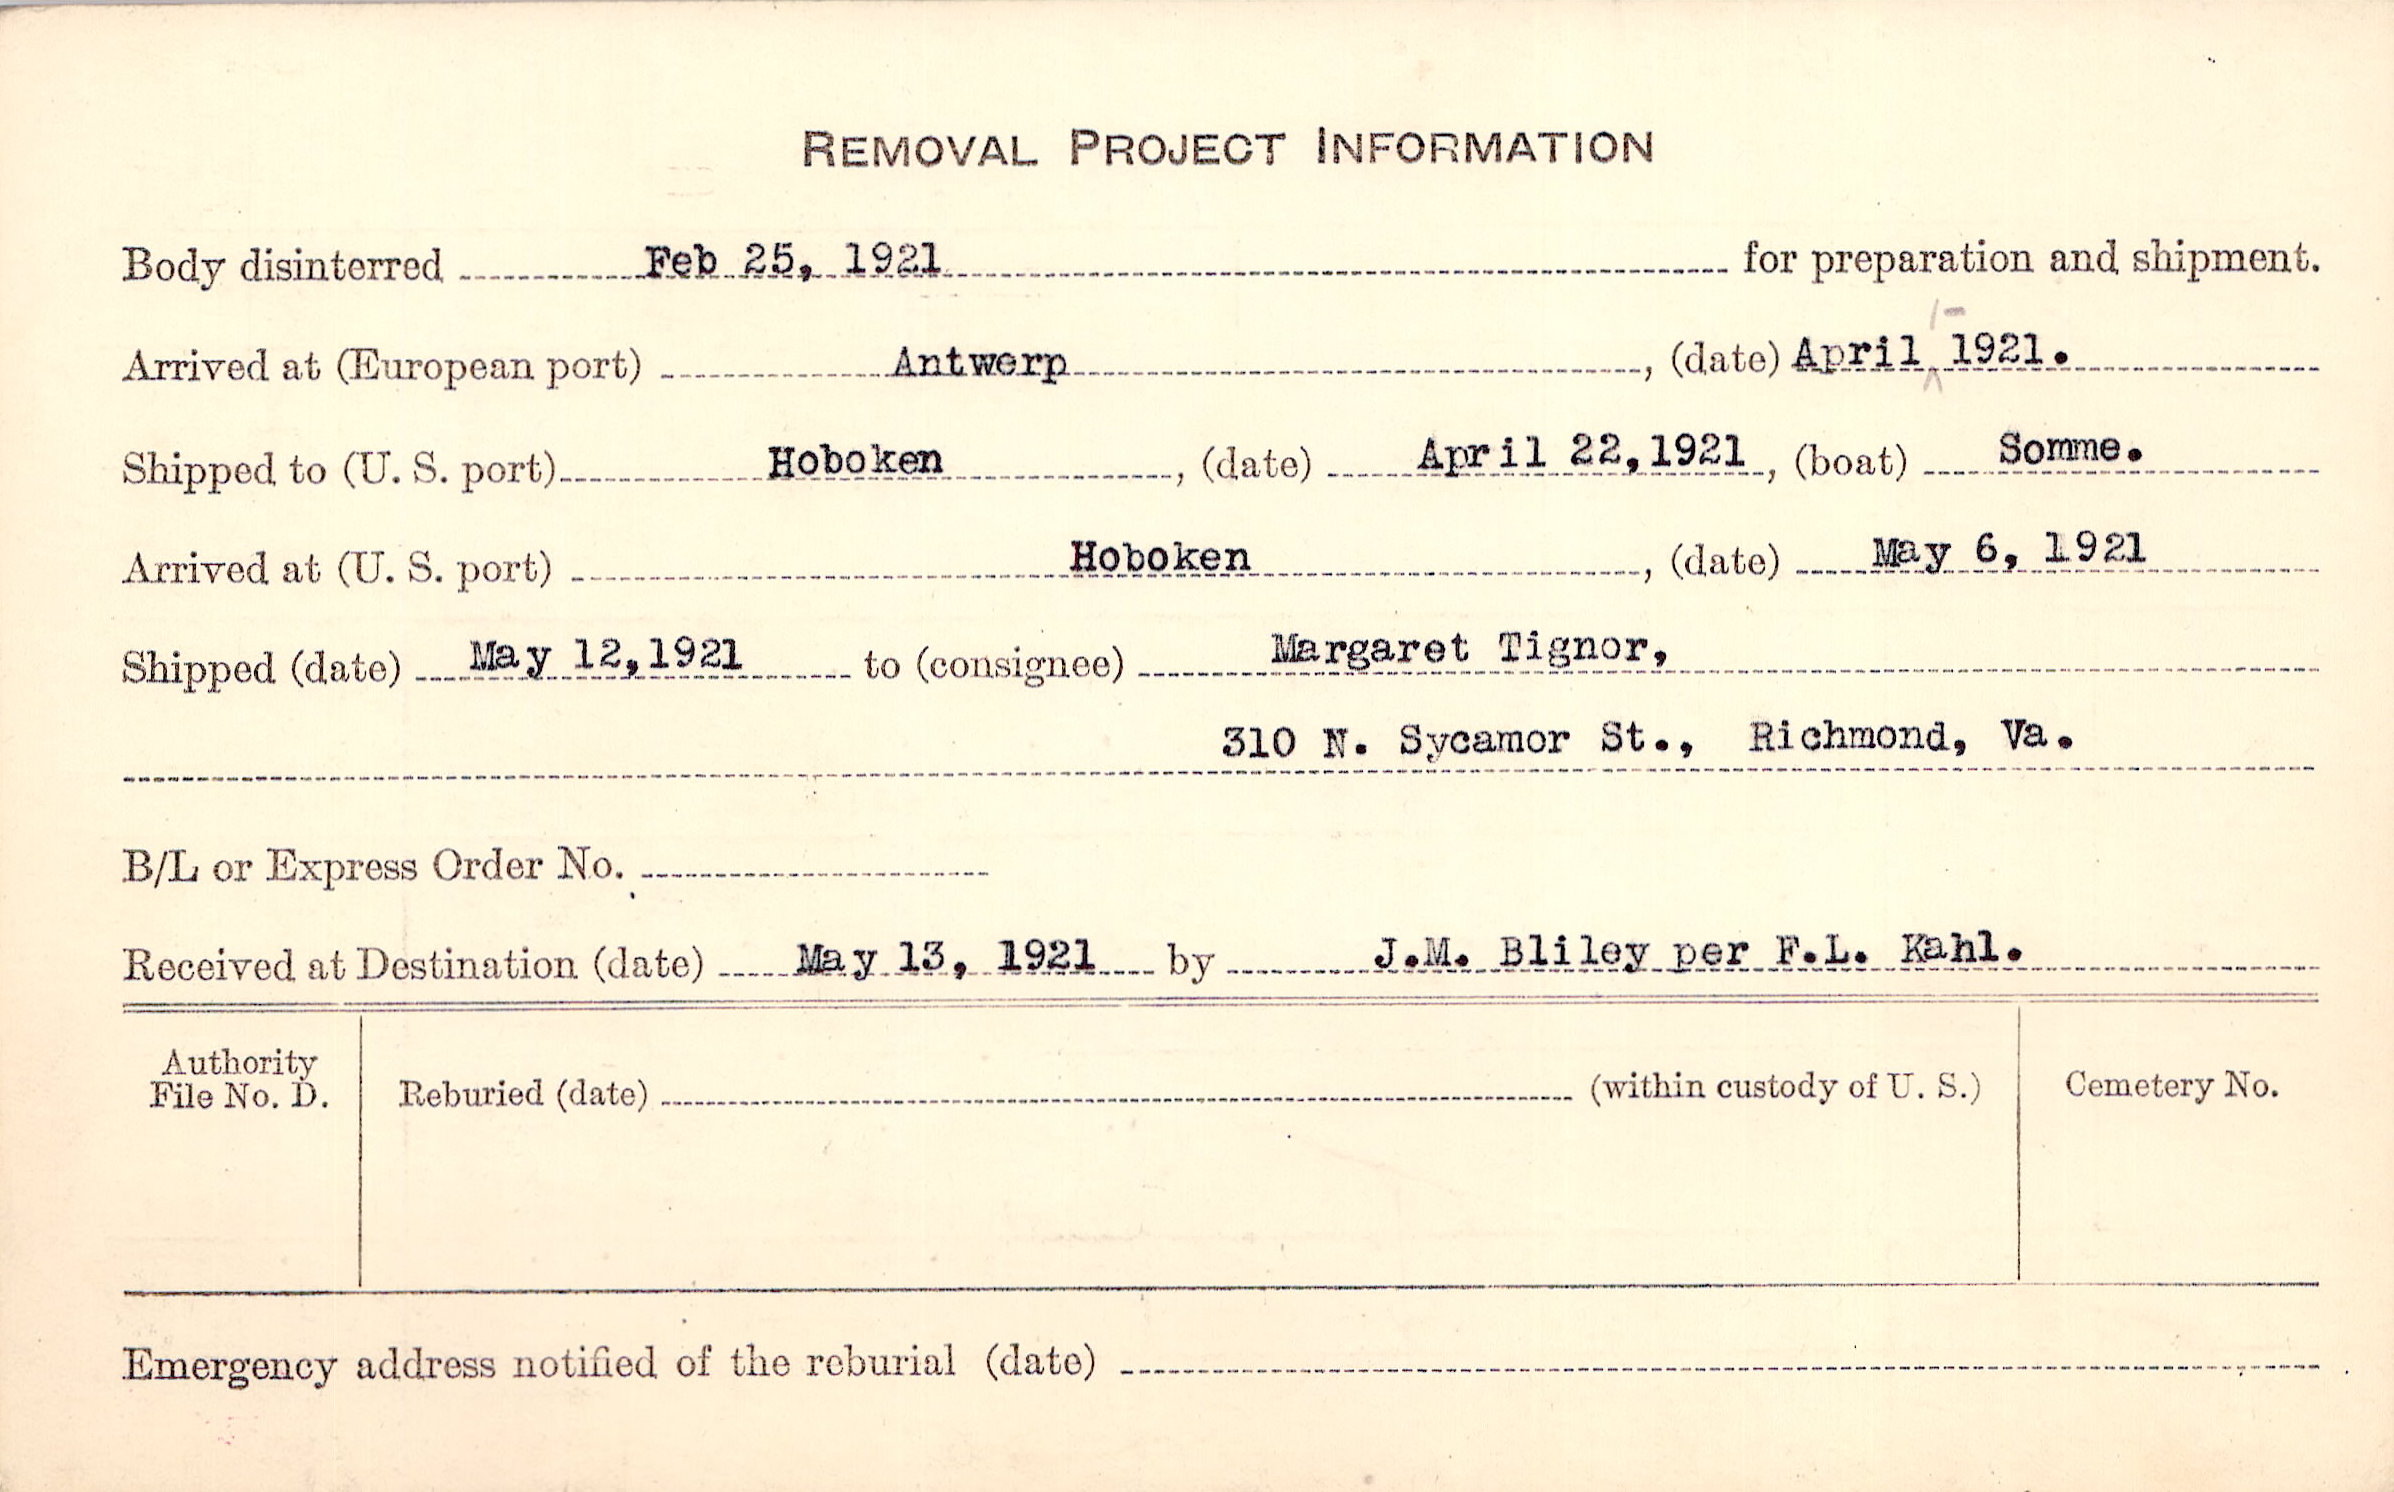 REMOVAL PROJECT INFORMATION
Body disinterred Feb 25, 1921 for preparation and shipment.
Arrived at (European port) Antwerp, (date) April 1921.
Shipped to (U. S. port) Hoboken, (date) April 22,1921, (boat) Somme.
Arrived at (U. S. port) Hoboken, (date) May 6, 1921
Shipped (date) May 12,1921 to (consignee) Margaret Tignor,
310 N. Sycamor St., Richmond, Va.
B/L or Express Order No.
Received at Destination (date) May 13, 1921 by J.M. Bliley per F.L. Kahl.
Authority
File No. D.
Reburied (date) (within custody of U. S.)
Cemetery No.
Emergency address notified of the reburial (date)